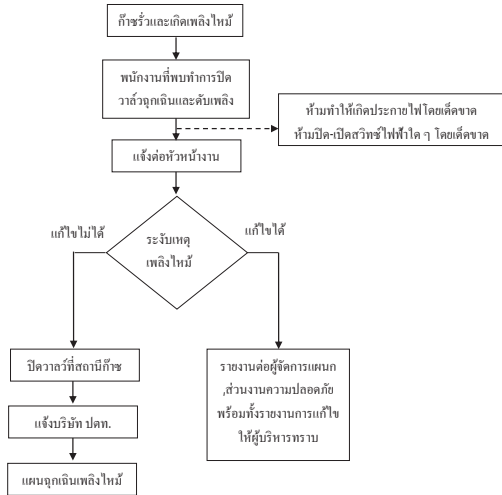 ก๊าซรั่วและเกิดเพลิงไหม้
พนักงานที่พบทำการปิด
วาล์วฉุกเฉินและดับเพลิง
ห้ามทำให้เกิดประกายไฟโดยเด็ดขาด
ห้ามปิด-เปิดสวิทซ์ไฟฟ้าใด ๆ โดยเด็ดขาด
แจ้งต่อหัวหน้างาน
แก้ไขไม่ได้
ระงับเหตุ
เพลิงไหม้
แก้ไขได้
ปิดวาลว์ที่สถานีก๊าซ
แจ้งบริษัท ปตท.
แผนฉุกเฉินเพลิงไหม้
รายงานต่อผู้จัดการแผนก
,ส่วนงานความปลอดภัย
พร้อมทั้งรายงานการแก้ไข
ให้ผู้บริหารทราบ